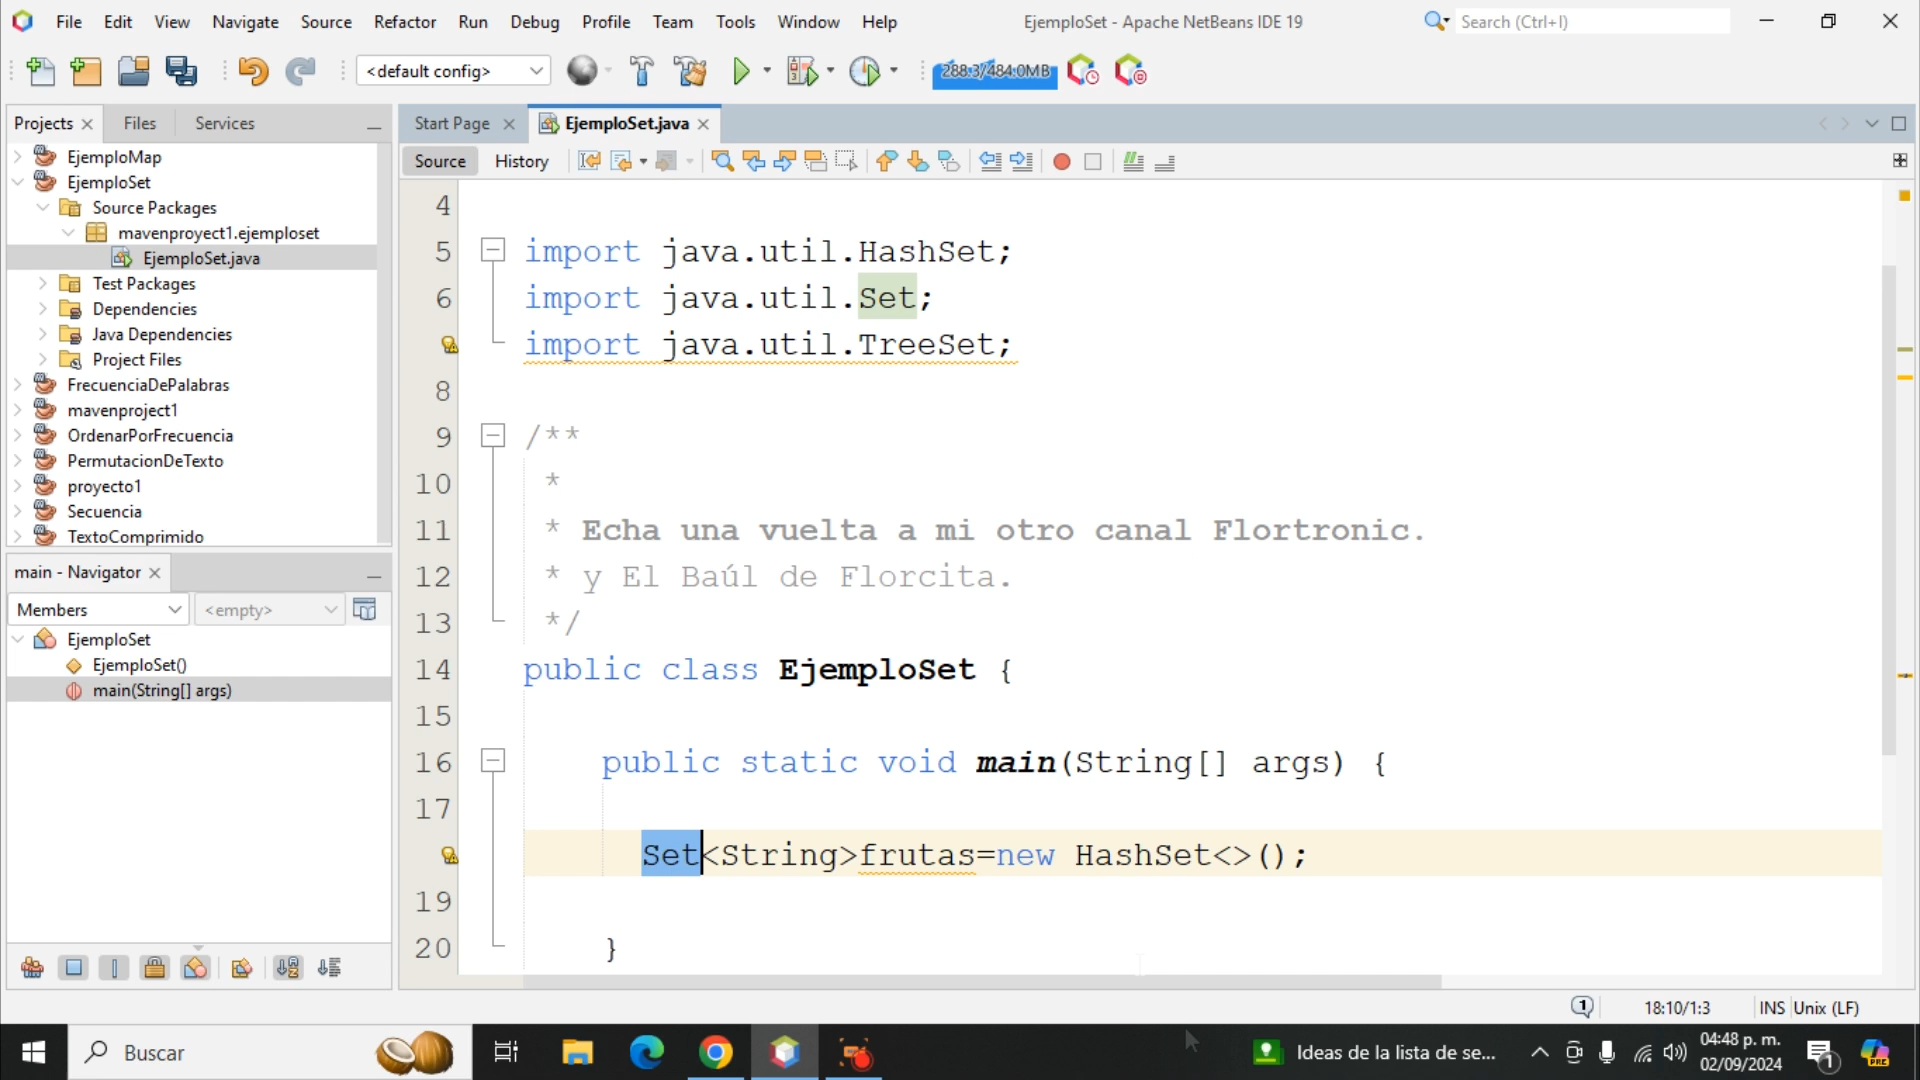 File Edit View Navigate Source Refactor Run Debug Profile Team Tools Window Help
EjemploSet - Apache NetBeans IDE 19
Search (Ctrl+I)
<default config>
288.3/484.0MB
Projects Files Services
EjemploMap
EjemploSet
Source Packages
mavenproyect1.ejemploset
EjemploSet.java
Test Packages
Dependencies
Java Dependencies
Project Files
FrecuenciaDePalabras
mavenproject1
OrdenarPorFrecuencia
PermutacionDeTexto
proyecto1
Secuencia
TextoComprimido
main - Navigator
Members <empty>
EjemploSet
EjemploSet()
main(String[] args)
Start Page EjemploSet.java
Source History
4
5 import java.util.HashSet;
6 import java.util.Set;
import java.util.TreeSet;
8
9 /**
10 *
11 * Echa una vuelta a mi otro canal Flortronic.
12 * y El Baúl de Florcita.
13 */
14 public class EjemploSet {
15
16 public static void main(String[] args) {
17
Set<String>frutas=new HashSet<>();
19
20 }
1 18:10/1:3 INS Unix (LF)
Buscar
Ideas de la lista de se...
04:48 p. m.
02/09/2024
1
PRE